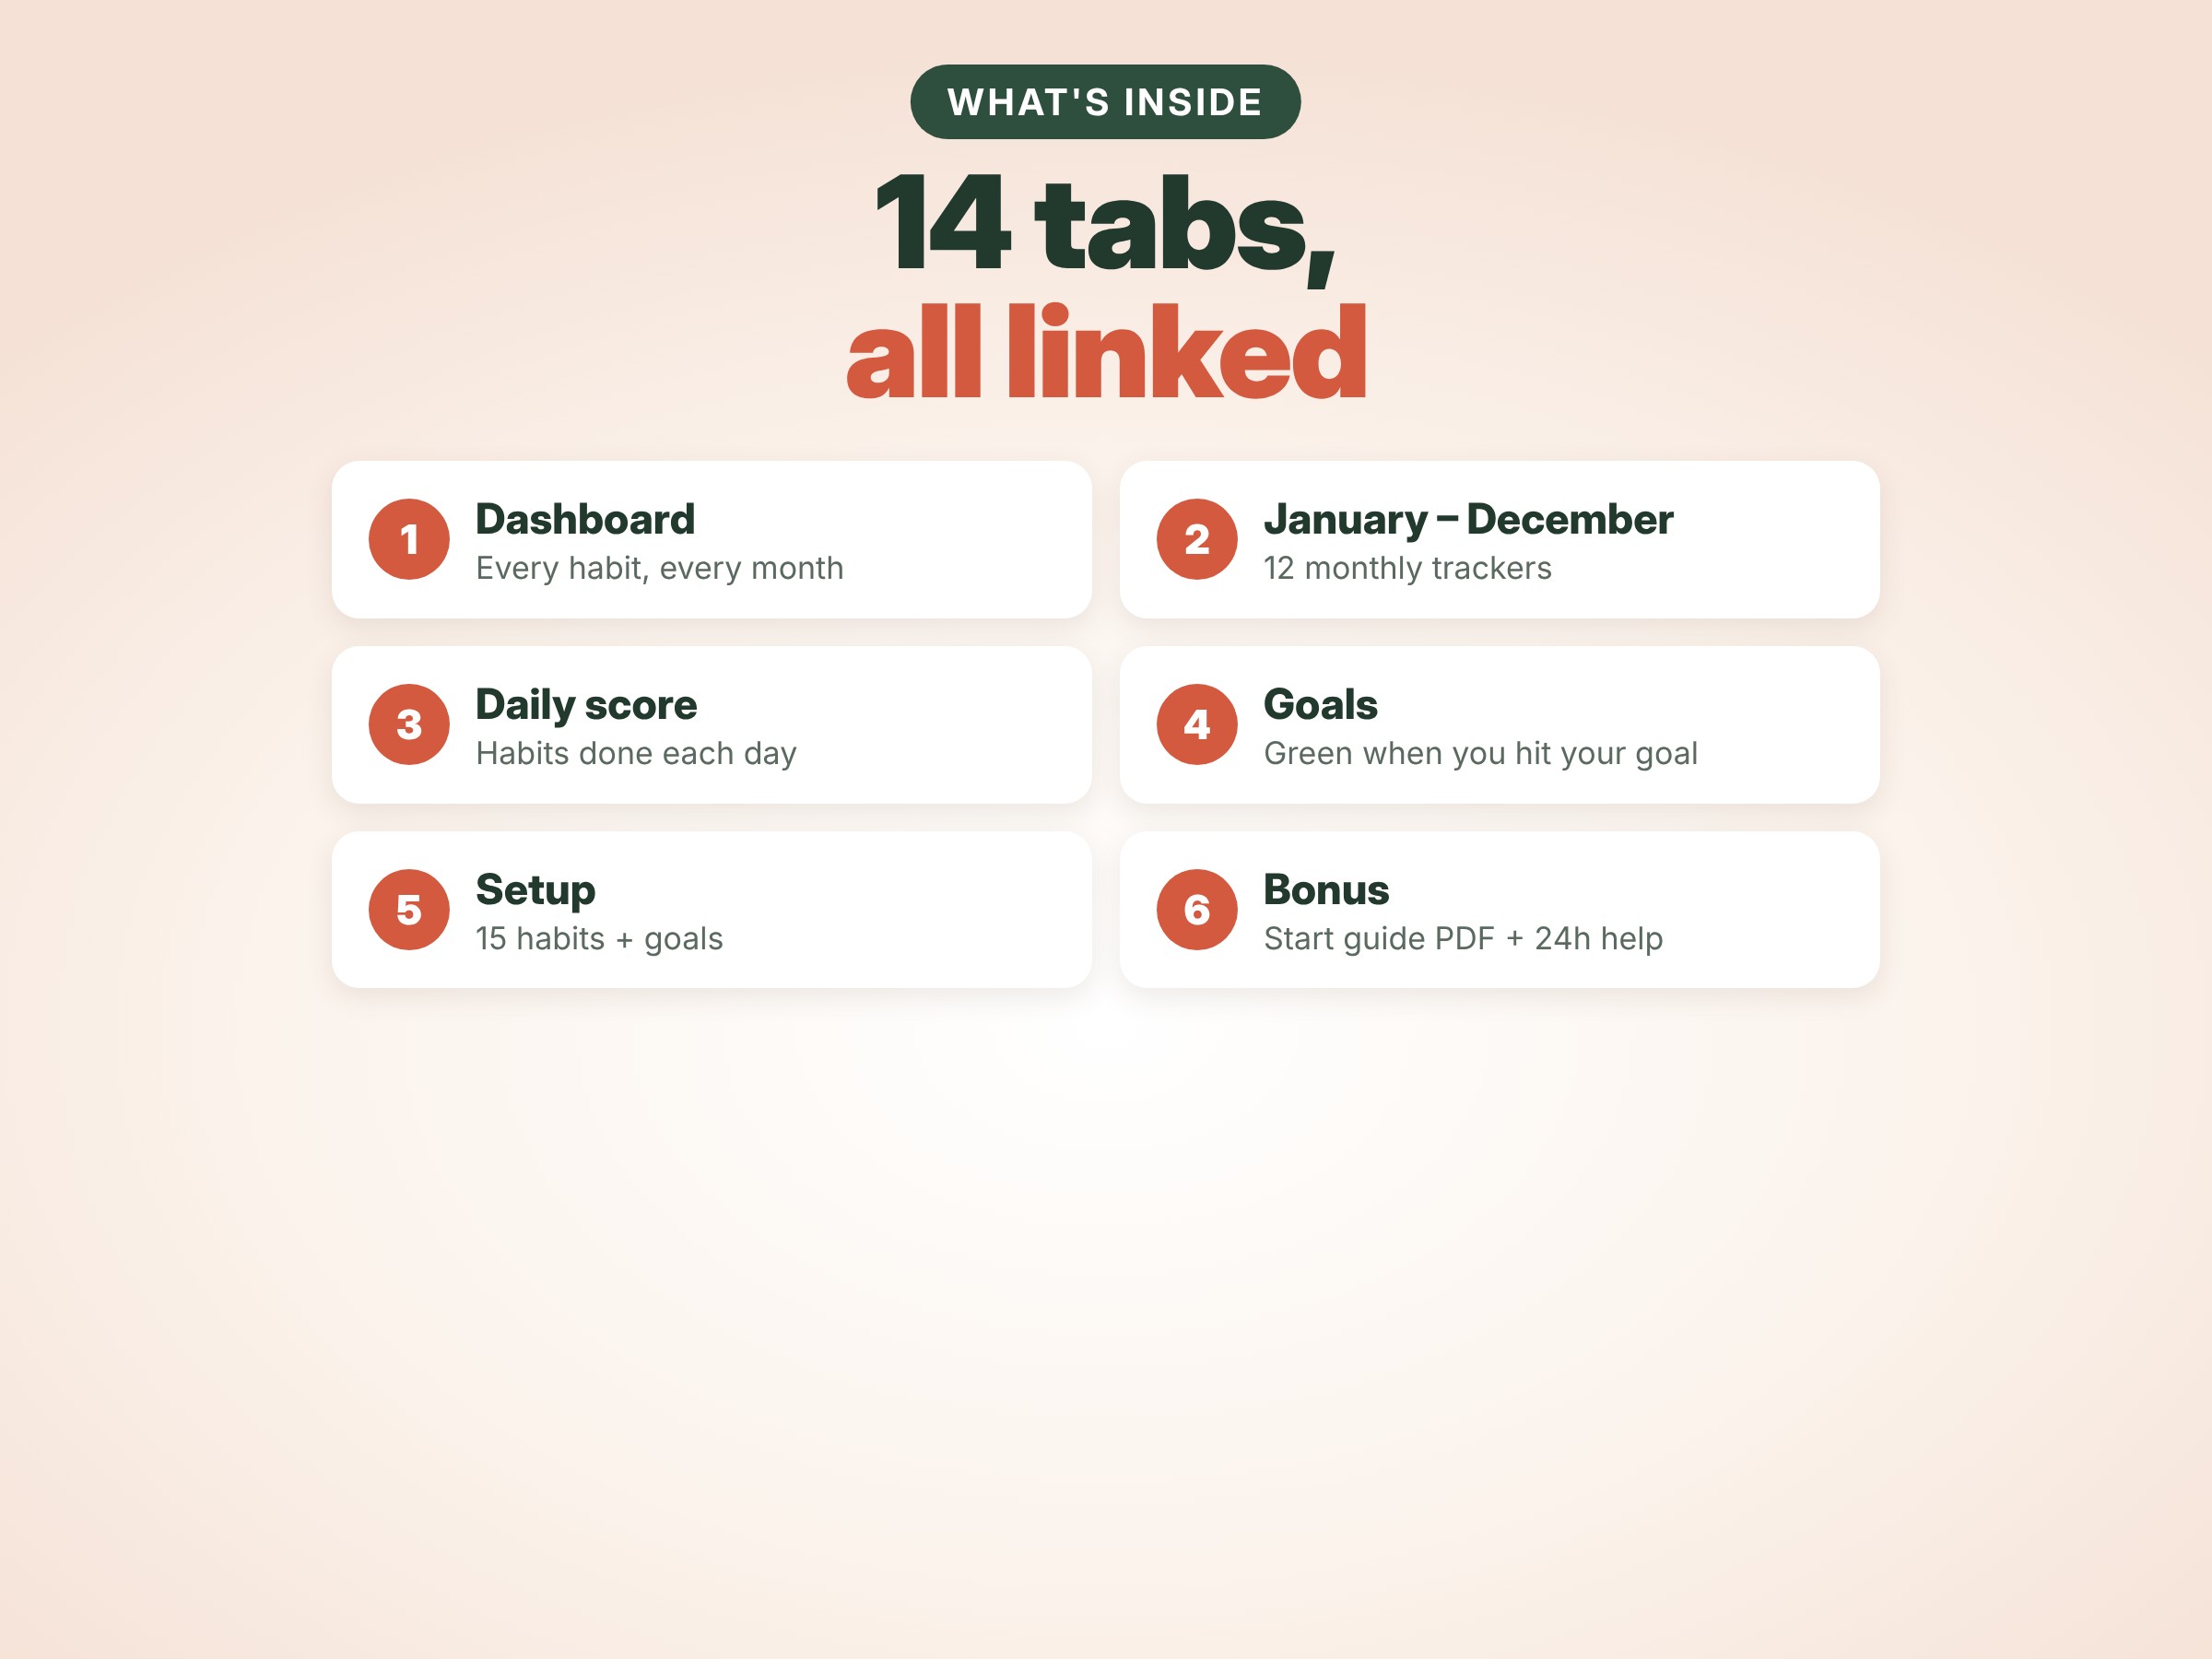 WHAT'S INSIDE
14 tabs,
all linked
1
Dashboard
Every habit, every month
2
January – December
12 monthly trackers
3
Daily score
Habits done each day
4
Goals
Green when you hit your goal
5
Setup
15 habits + goals
6
Bonus
Start guide PDF + 24h help